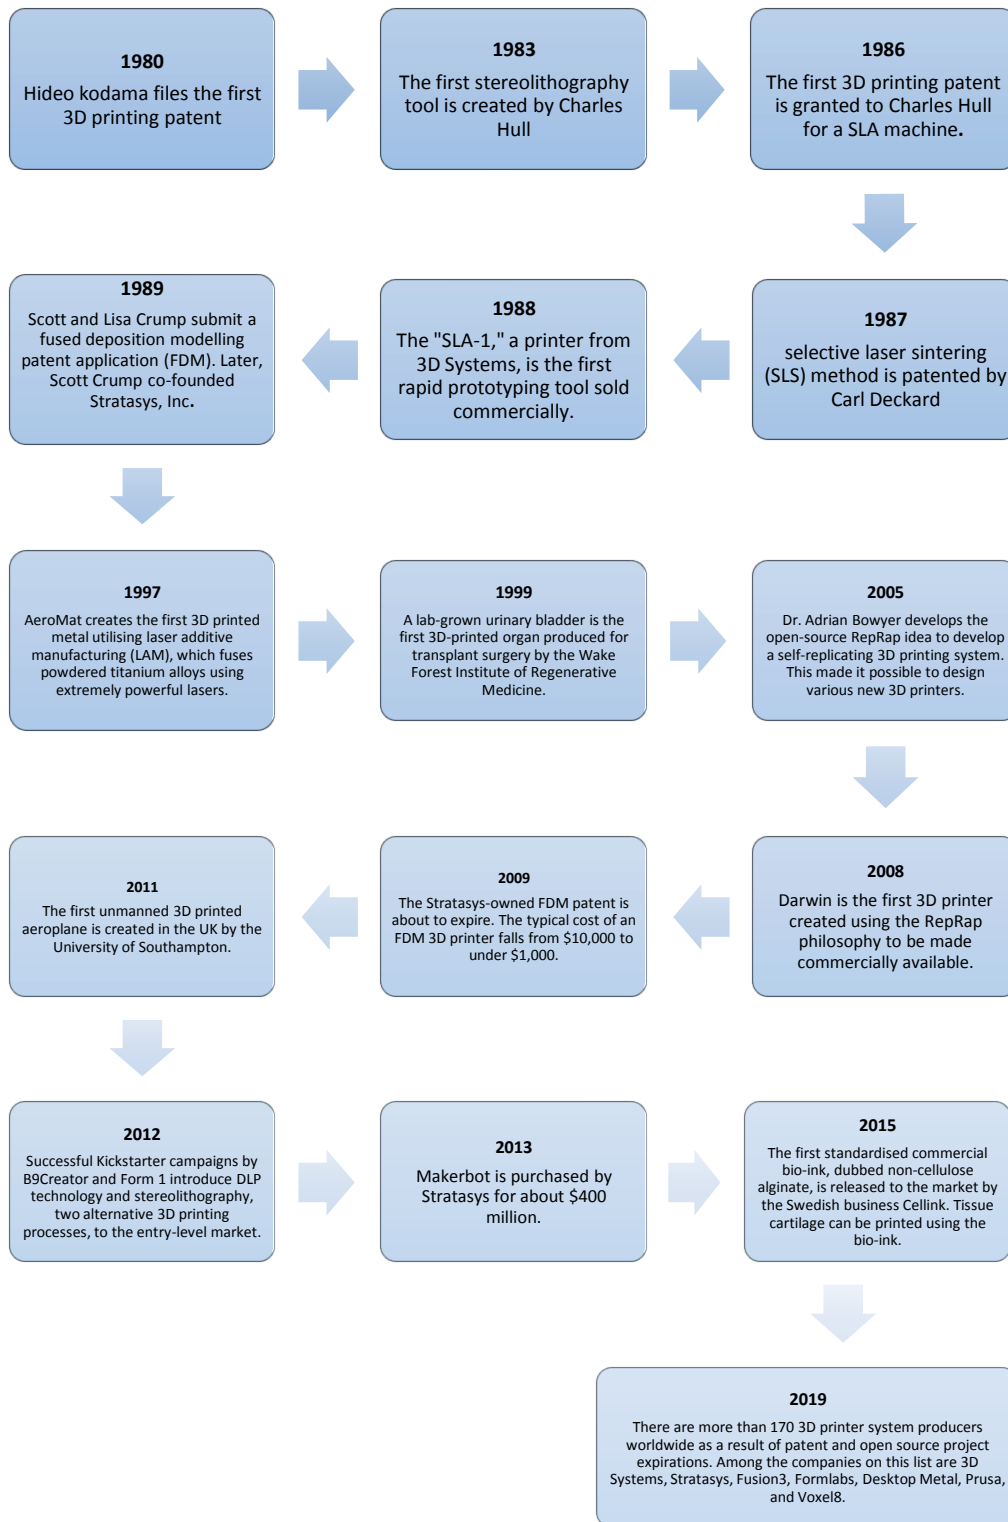 1980
Hideo kodama files the first
3D printing patent
1983
The first stereolithography
tool is created by Charles
Hull
1986
The first 3D printing patent
is granted to Charles Hull
for a SLA machine.
1987
selective laser sintering
(SLS) method is patented by
Carl Deckard
1988
The "SLA-1," a printer from
3D Systems, is the first
rapid prototyping tool sold
commercially.
1989
Scott and Lisa Crump submit a
fused deposition modelling
patent application (FDM). Later,
Scott Crump co-founded
Stratasys, Inc.
1997
AeroMat creates the first 3D printed
metal utilising laser additive
manufacturing (LAM), which fuses
powdered titanium alloys using
extremely powerful lasers.
1999
A lab-grown urinary bladder is the
first 3D-printed organ produced for
transplant surgery by the Wake
Forest Institute of Regenerative
Medicine.
2005
Dr. Adrian Bowyer develops the
open-source RepRap idea to develop
a self-replicating 3D printing system.
This made it possible to design
various new 3D printers.
2008
Darwin is the first 3D printer
created using the RepRap
philosophy to be made
commercially available.
2009
The Stratasys-owned FDM patent is
about to expire. The typical cost of an
FDM 3D printer falls from $10,000 to
under $1,000.
2011
The first unmanned 3D printed
aeroplane is created in the UK by the
University of Southampton.
2012
Successful Kickstarter campaigns by
B9Creator and Form 1 introduce DLP
technology and stereolithography,
two alternative 3D printing
processes, to the entry-level market.
2013
Makerbot is purchased by
Stratasys for about $400
million.
2015
The first standardised commercial
bio-ink, dubbed non-cellulose
alginate, is released to the market by
the Swedish business Cellink. Tissue
cartilage can be printed using the
bio-ink.
2019
There are more than 170 3D printer system producers
worldwide as a result of patent and open source project
expirations. Among the companies on this list are 3D
Systems, Stratasys, Fusion3, Formlabs, Desktop Metal, Prusa,
and Voxel8.